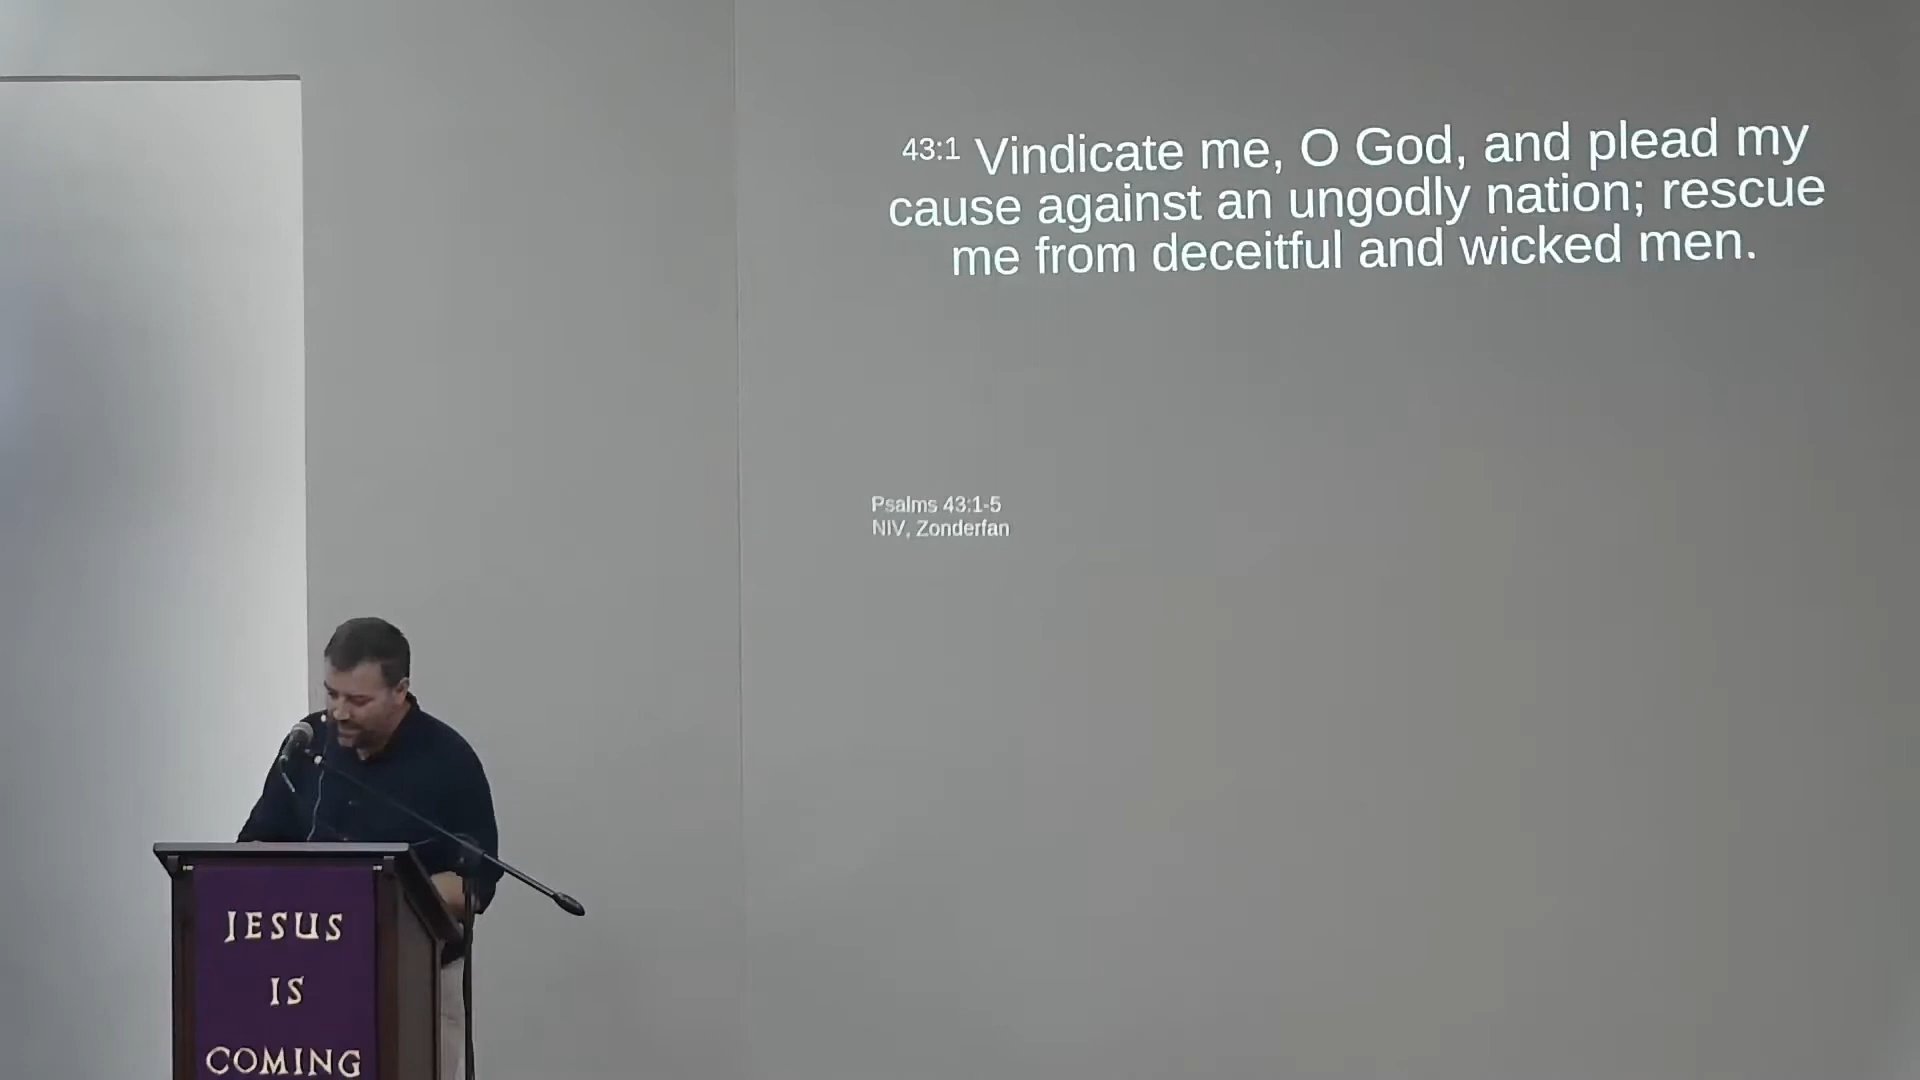 43:1 Vindicate me, O God, and plead my
cause against an ungodly nation; rescue
me from deceitful and wicked men.
Psalms 43:1-5
NIV, Zonderfan
JESUS
IS
COMING